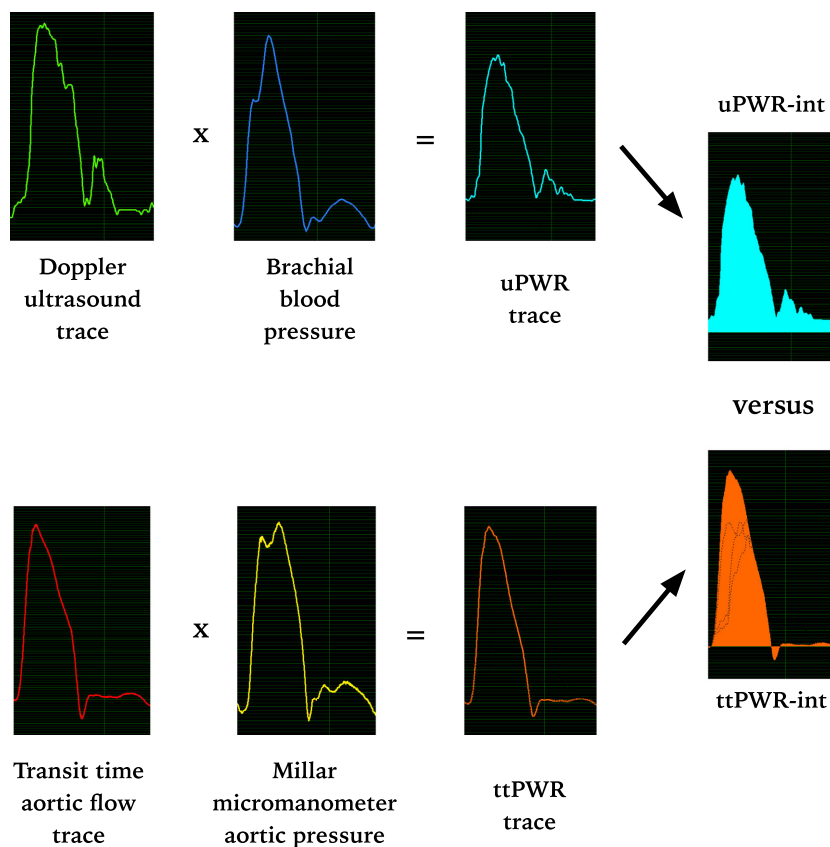 uPWR-int
x
=
Doppler
ultrasound
trace
Brachial
blood
pressure
uPWR
trace
versus
x
=
ttPWR-int
Transit time
aortic flow
trace
Millar
micromanometer
aortic pressure
ttPWR
trace